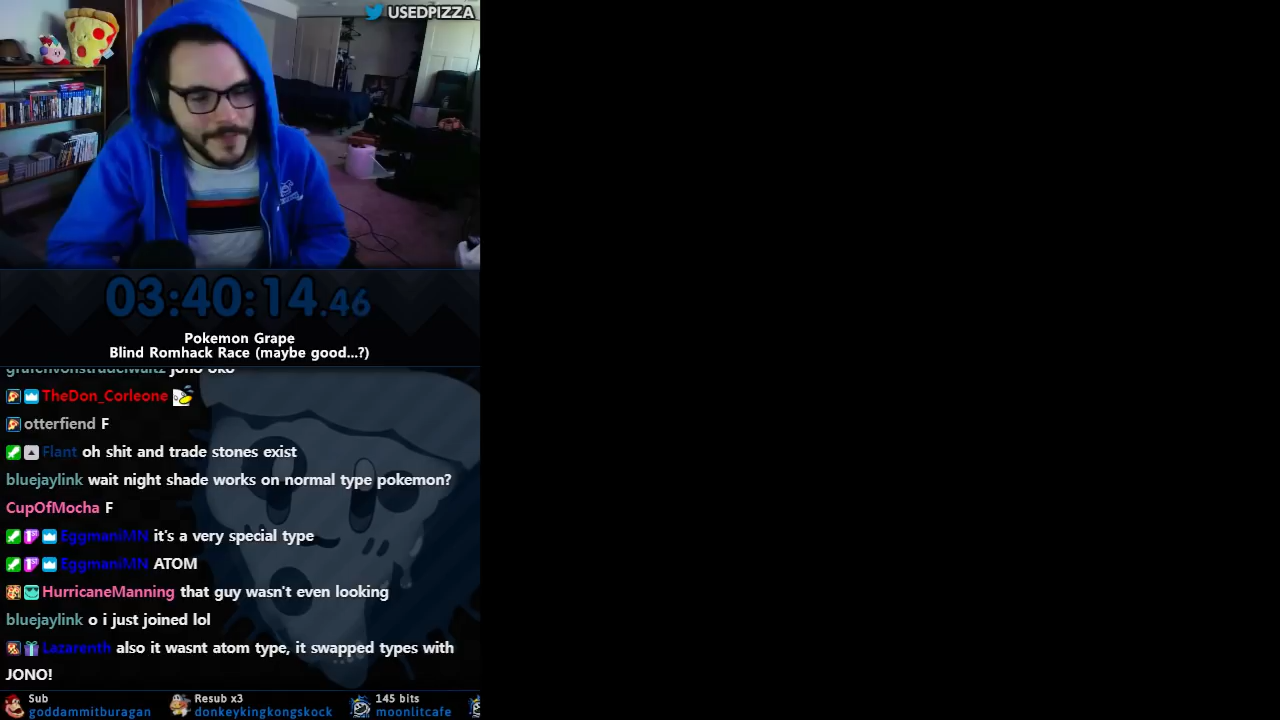 USEDPIZZA
03:40:14.46
Pokemon Grape
Blind Romhack Race (maybe good...?)
TheDon_Corleone
otterfiend F
Flant oh shit and trade stones exist
bluejaylink wait night shade works on normal type pokemon?
CupOfMocha F
EggmaniMN it's a very special type
EggmaniMN ATOM
HurricaneManning that guy wasn't even looking
bluejaylink o i just joined lol
Lazarenth also it wasnt atom type, it swapped types with
JONO!
Sub
goddammitburagan
Resub x3
donkeykingkongskock
145 bits
moonlitcafe